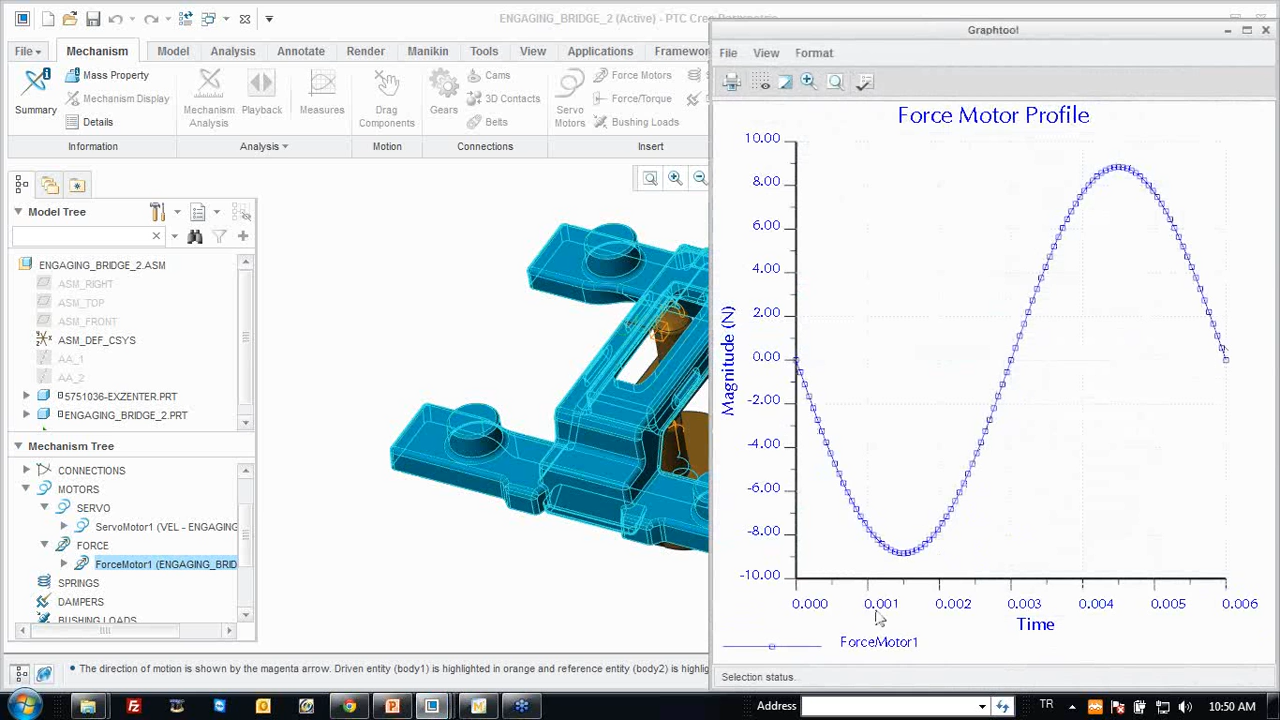 ENGAGING_BRIDGE_2 (Active) - PTC Creo Parametric
Graphtool
File
Mechanism
Model
Analysis
Annotate
Render
Manikin
Tools
View
Applications
Framework
File View Format
Summary
Mass Property
Mechanism Display
Details
Mechanism
Analysis
Playback
Measures
Drag
Components
Gears
Cams
3D Contacts
Belts
Servo
Motors
Force Motors
Force/Torque
Bushing Loads
Information
Analysis
Motion
Connections
Insert
Model Tree
ENGAGING_BRIDGE_2.ASM
ASM_RIGHT
ASM_TOP
ASM_FRONT
ASM_DEF_CSYS
AA_1
AA_2
5751036-EXZENTER.PRT
ENGAGING_BRIDGE_2.PRT
Mechanism Tree
CONNECTIONS
MOTORS
SERVO
ServoMotor1 (VEL - ENGAGING
FORCE
ForceMotor1 (ENGAGING_BRID
SPRINGS
DAMPERS
BUSHING LOADS
Force Motor Profile
Magnitude (N)
10.00
8.00
6.00
4.00
2.00
0.00
-2.00
-4.00
-6.00
-8.00
-10.00
0.000 0.001 0.002 0.003 0.004 0.005 0.006
Time
ForceMotor1
Selection status.
The direction of motion is shown by the magenta arrow. Driven entity (body1) is highlighted in orange and reference entity (body2) is highlig
Address
TR
10:50 AM